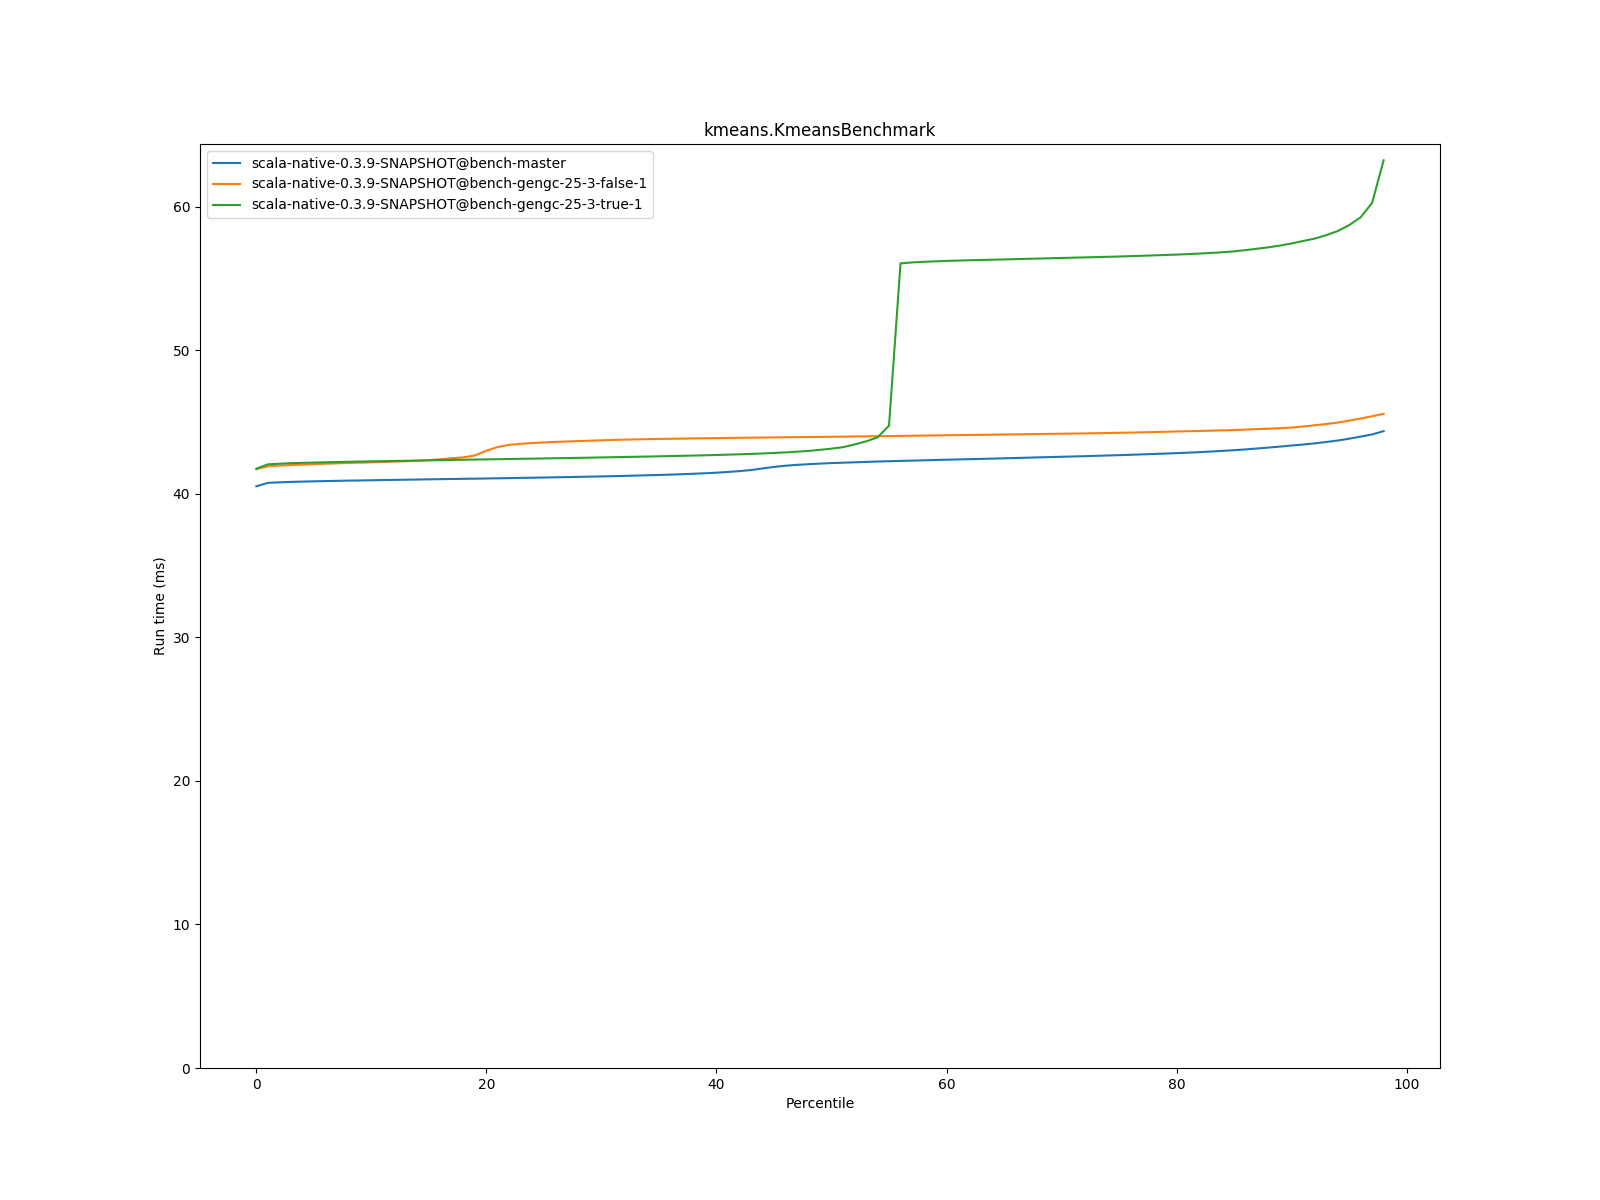 kmeans.KmeansBenchmark
scala-native-0.3.9-SNAPSHOT@bench-master
scala-native-0.3.9-SNAPSHOT@bench-gengc-25-3-false-1
scala-native-0.3.9-SNAPSHOT@bench-gengc-25-3-true-1
60
50
40
30
20
10
0
Run time (ms)
0 20 40 60 80 100
Percentile